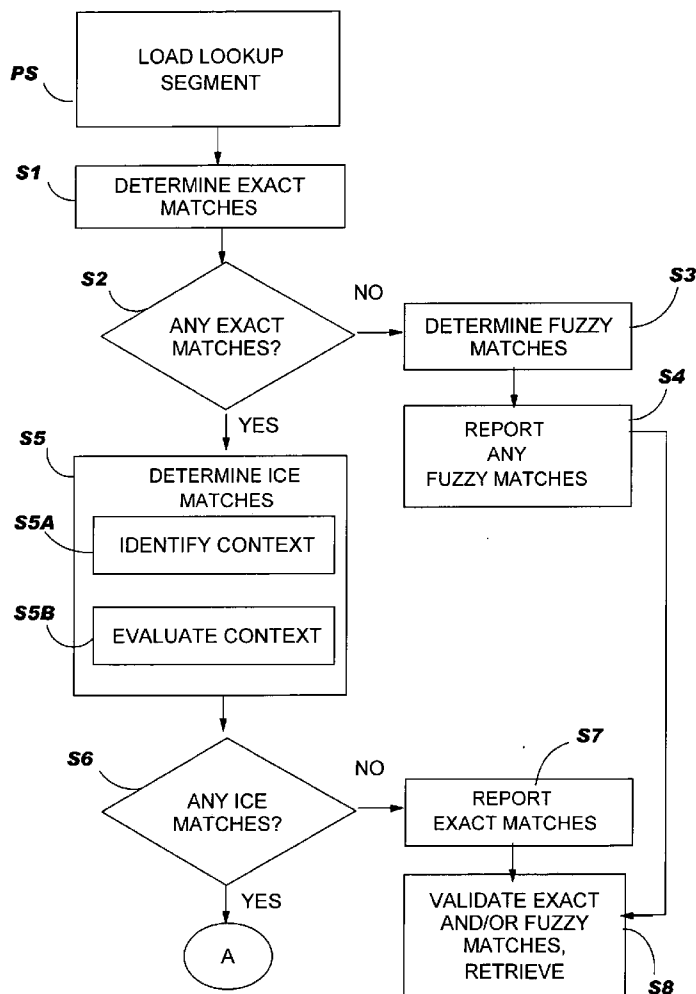 PS
LOAD LOOKUP
SEGMENT
S1
DETERMINE EXACT
MATCHES
S2
ANY EXACT
MATCHES?
NO
S3
DETERMINE FUZZY
MATCHES
S4
REPORT
ANY
FUZZY MATCHES
YES
S5
DETERMINE ICE
MATCHES
S5A
IDENTIFY CONTEXT
S5B
EVALUATE CONTEXT
S6
ANY ICE
MATCHES?
NO
S7
REPORT
EXACT MATCHES
YES
A
VALIDATE EXACT
AND/OR FUZZY
MATCHES,
RETRIEVE
S8